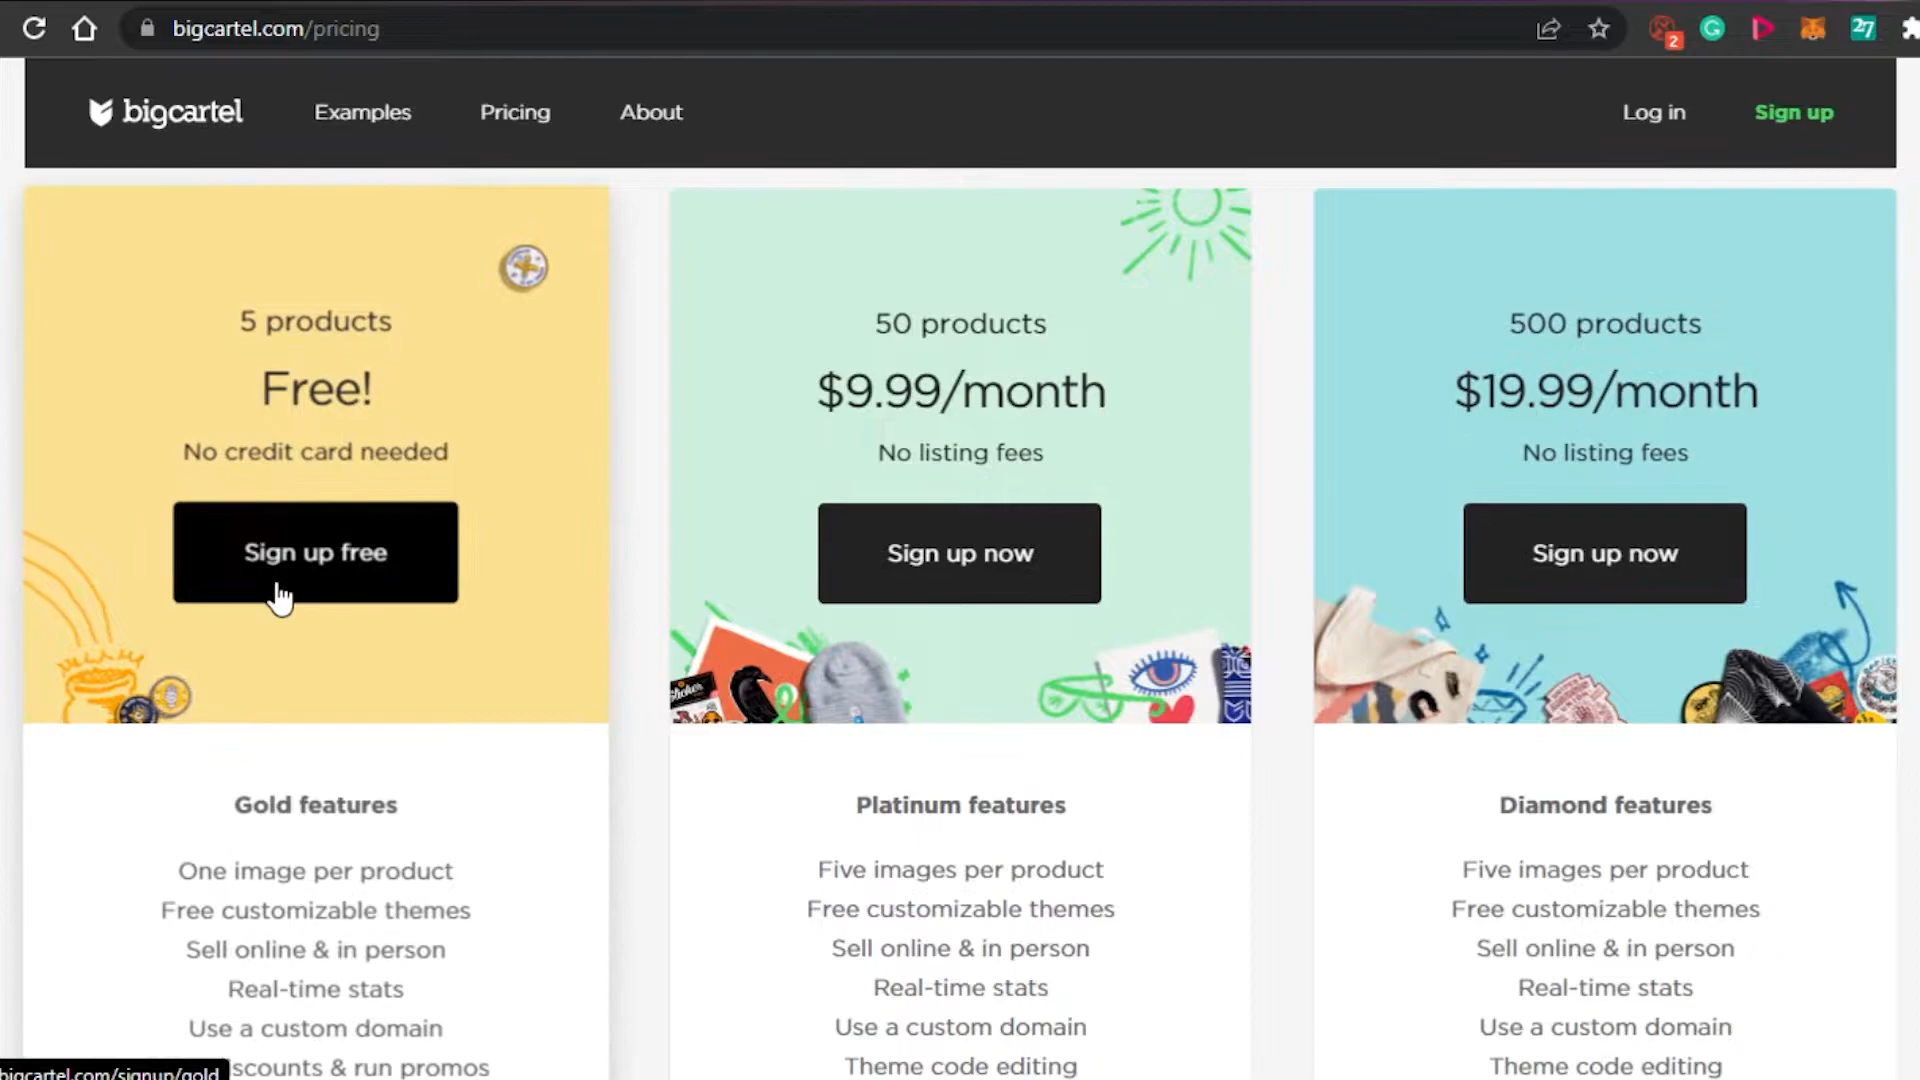 bigcartel.com/pricing
2
27
bigcartel
Examples
Pricing
About
Log in
Sign up
5 products
Free!
No credit card needed
Sign up free
50 products
$9.99/month
No listing fees
Sign up now
500 products
$19.99/month
No listing fees
Sign up now
Gold features
One image per product
Free customizable themes
Sell online & in person
Real-time stats
Use a custom domain
scounts & run promos
Platinum features
Five images per product
Free customizable themes
Sell online & in person
Real-time stats
Use a custom domain
Theme code editing
Diamond features
Five images per product
Free customizable themes
Sell online & in person
Real-time stats
Use a custom domain
Theme code editing
bigcartel.com/signup/gold